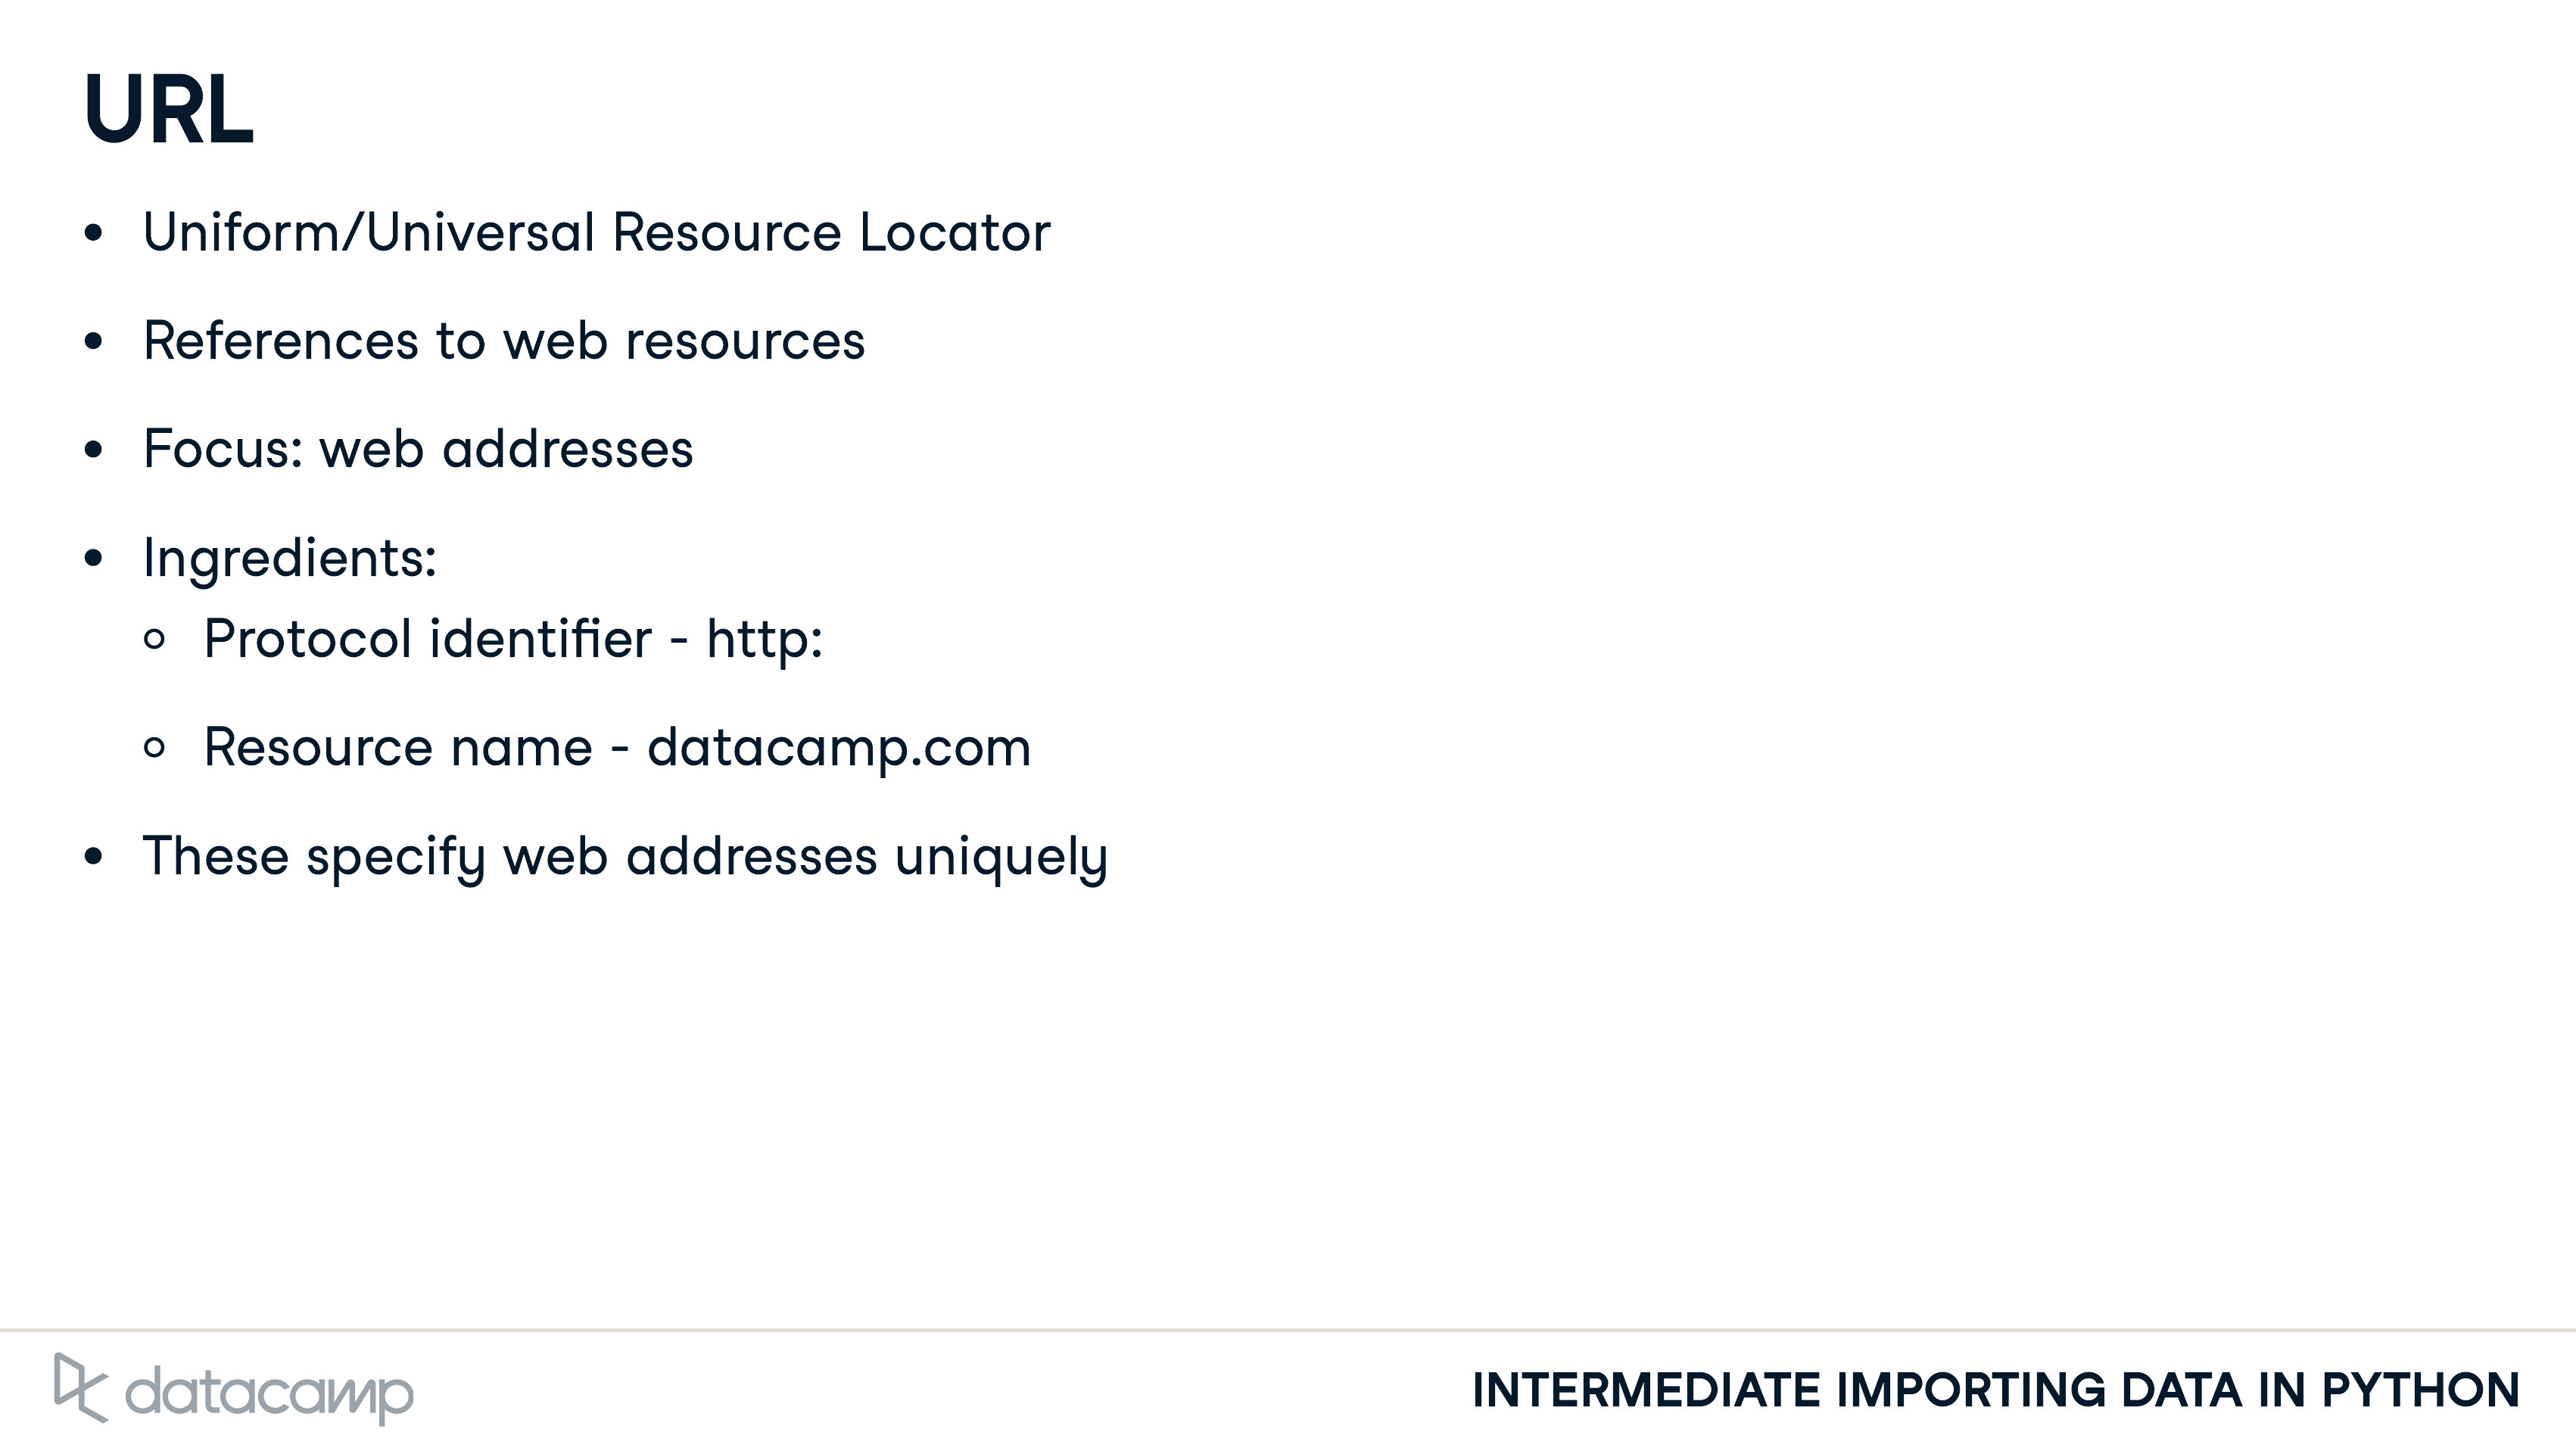 URL
• Uniform/Universal Resource Locator
• References to web resources
• Focus: web addresses
• Ingredients:
○ Protocol identifier - http:
○ Resource name - datacamp.com
• These specify web addresses uniquely
datacamp
INTERMEDIATE IMPORTING DATA IN PYTHON